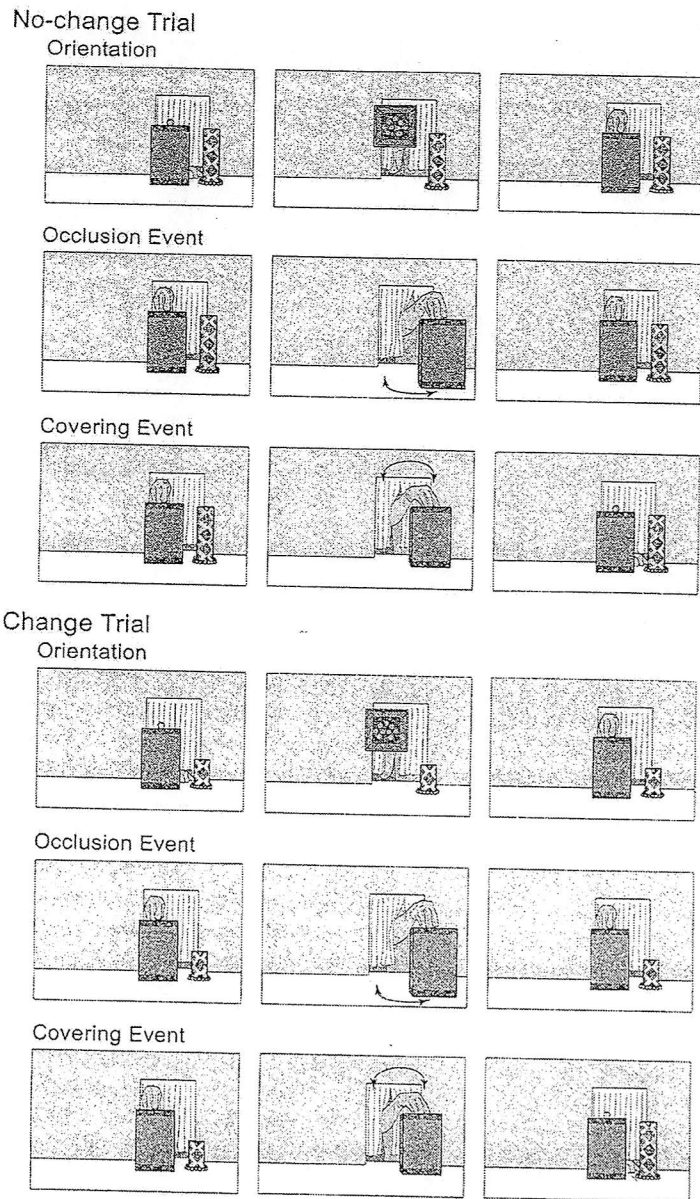 No-change Trial
Orientation
Occlusion Event
Covering Event
Change Trial
Orientation
Occlusion Event
Covering Event